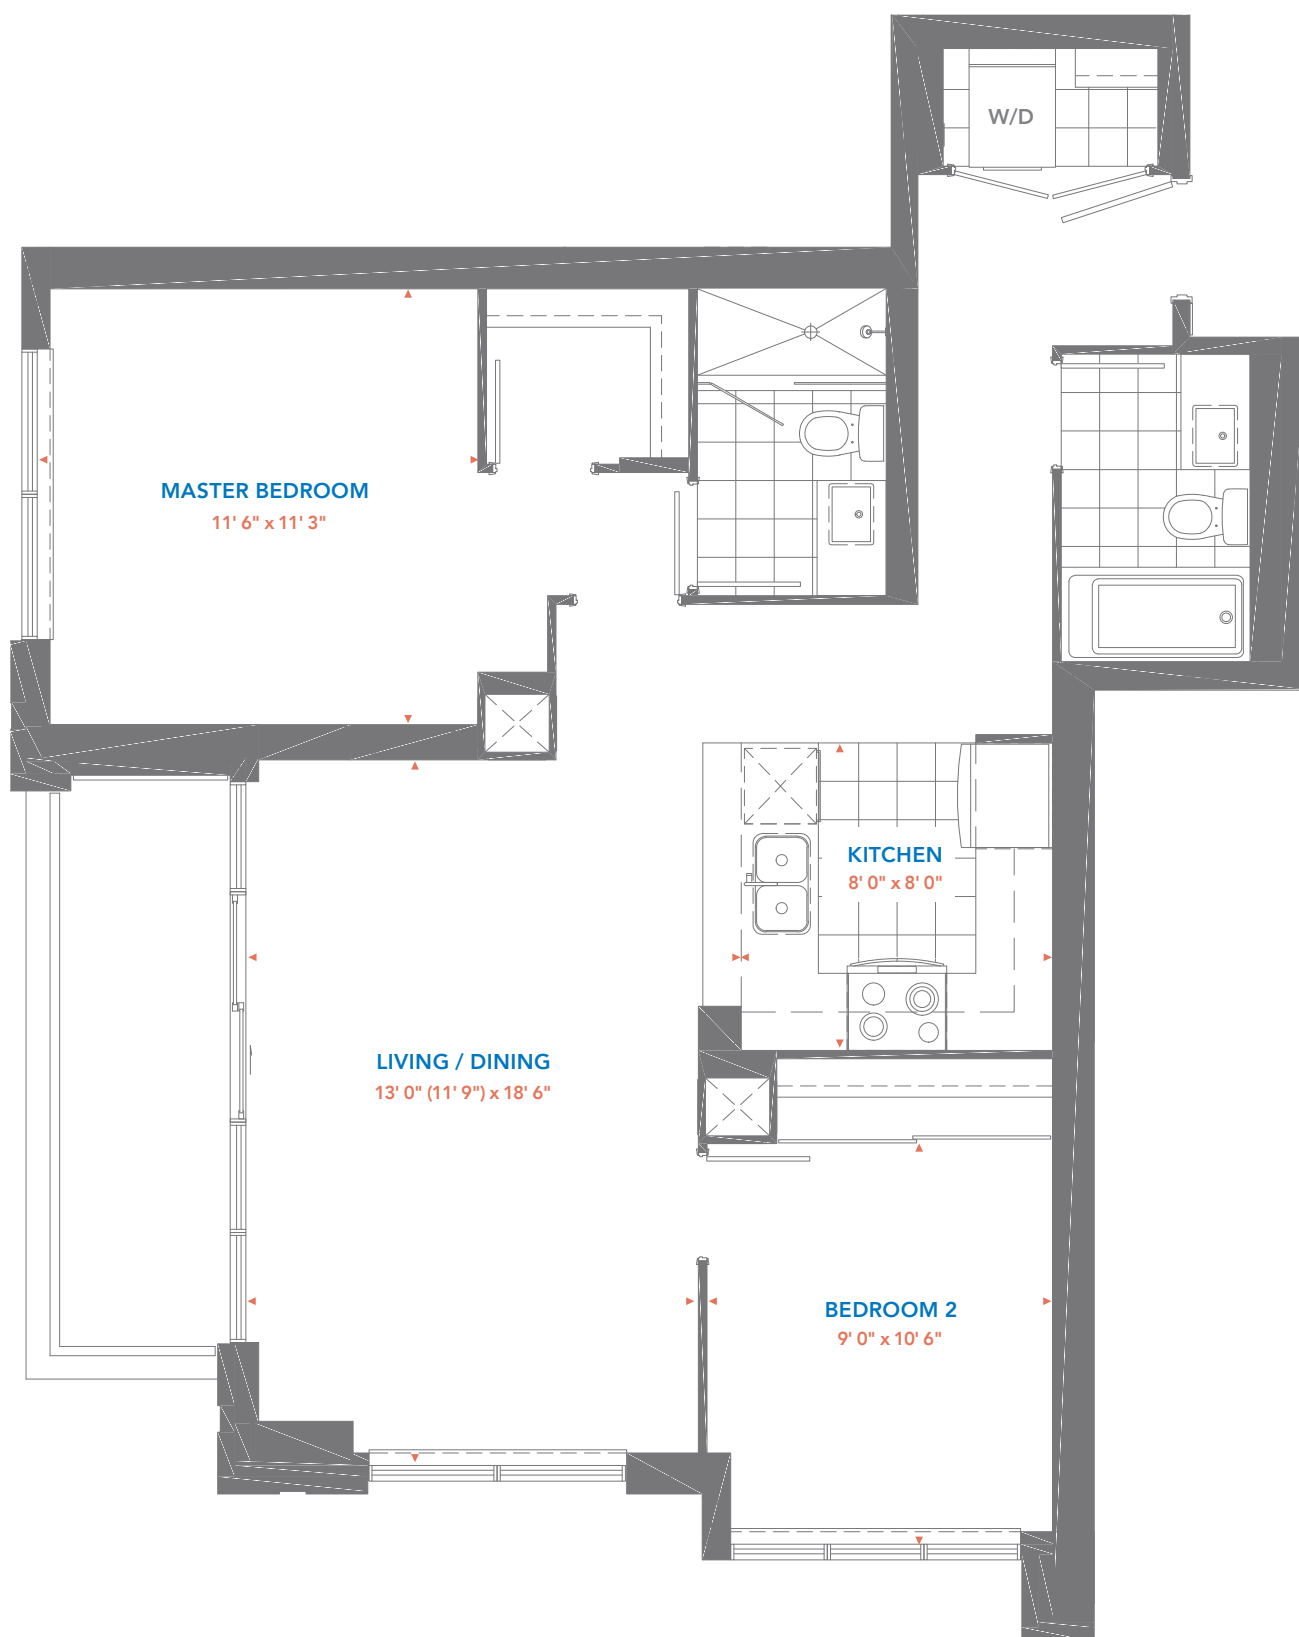 W/D
MASTER BEDROOM
11' 6" x 11' 3"
KITCHEN
8' 0" x 8' 0"
LIVING / DINING
13' 0" (11' 9") x 18' 6"
BEDROOM 2
9' 0" x 10' 6"